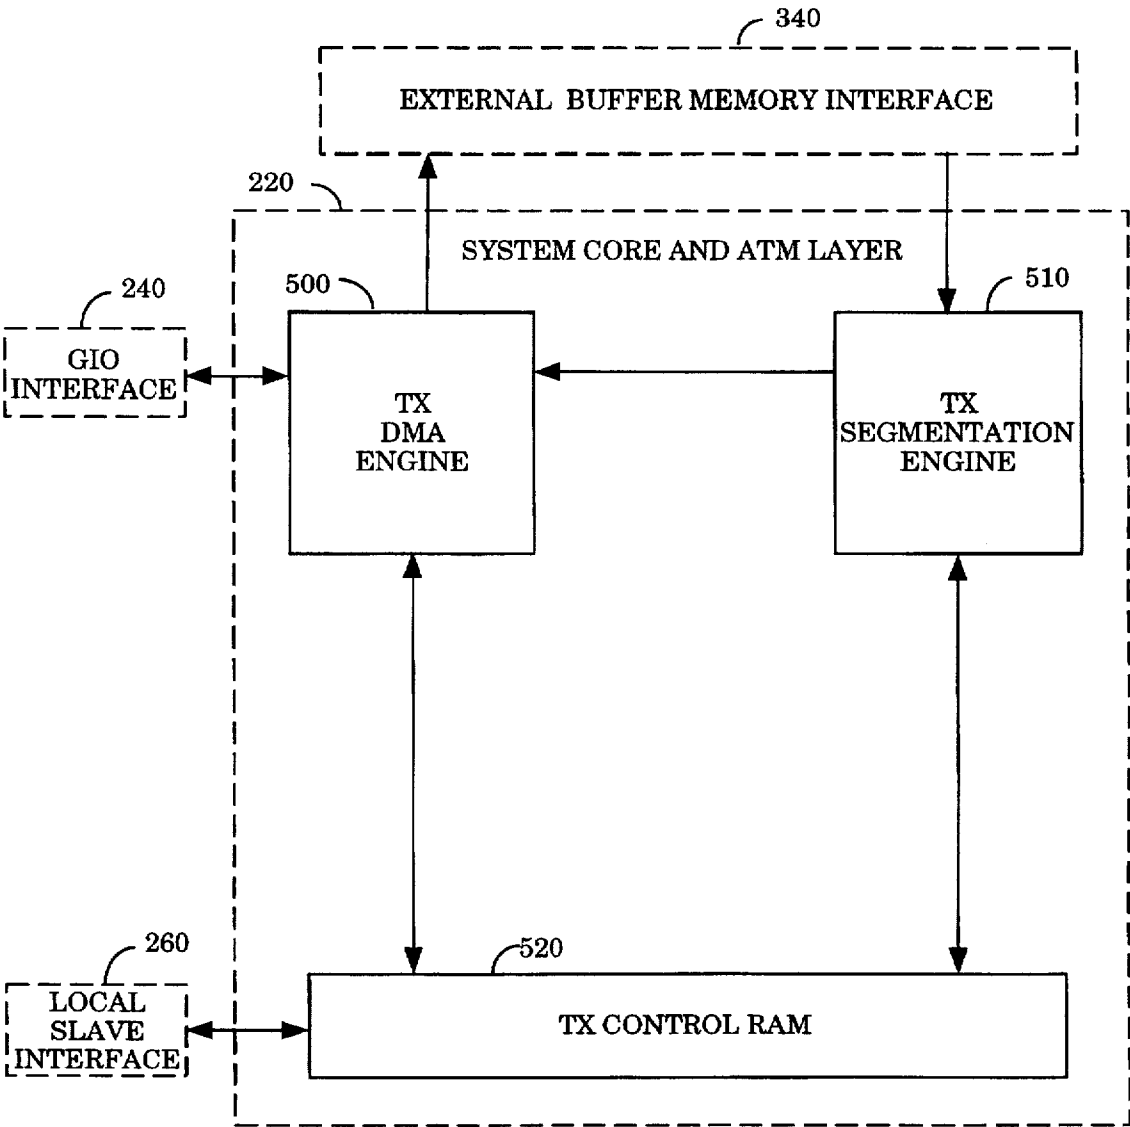 340
EXTERNAL BUFFER MEMORY INTERFACE
220
SYSTEM CORE AND ATM LAYER
500
510
240
GIO
INTERFACE
TX
DMA
ENGINE
TX
SEGMENTATION
ENGINE
260
520
LOCAL
SLAVE
INTERFACE
TX CONTROL RAM